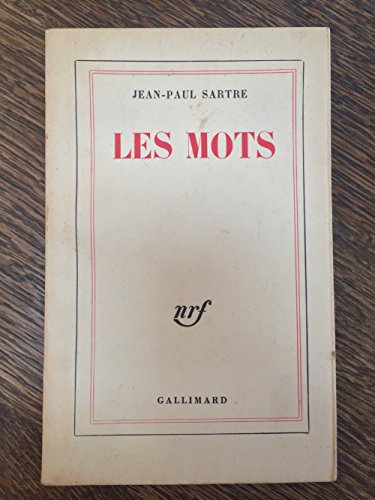 JEAN-PAUL SARTRE
LES MOTS
nrf
GALLIMARD